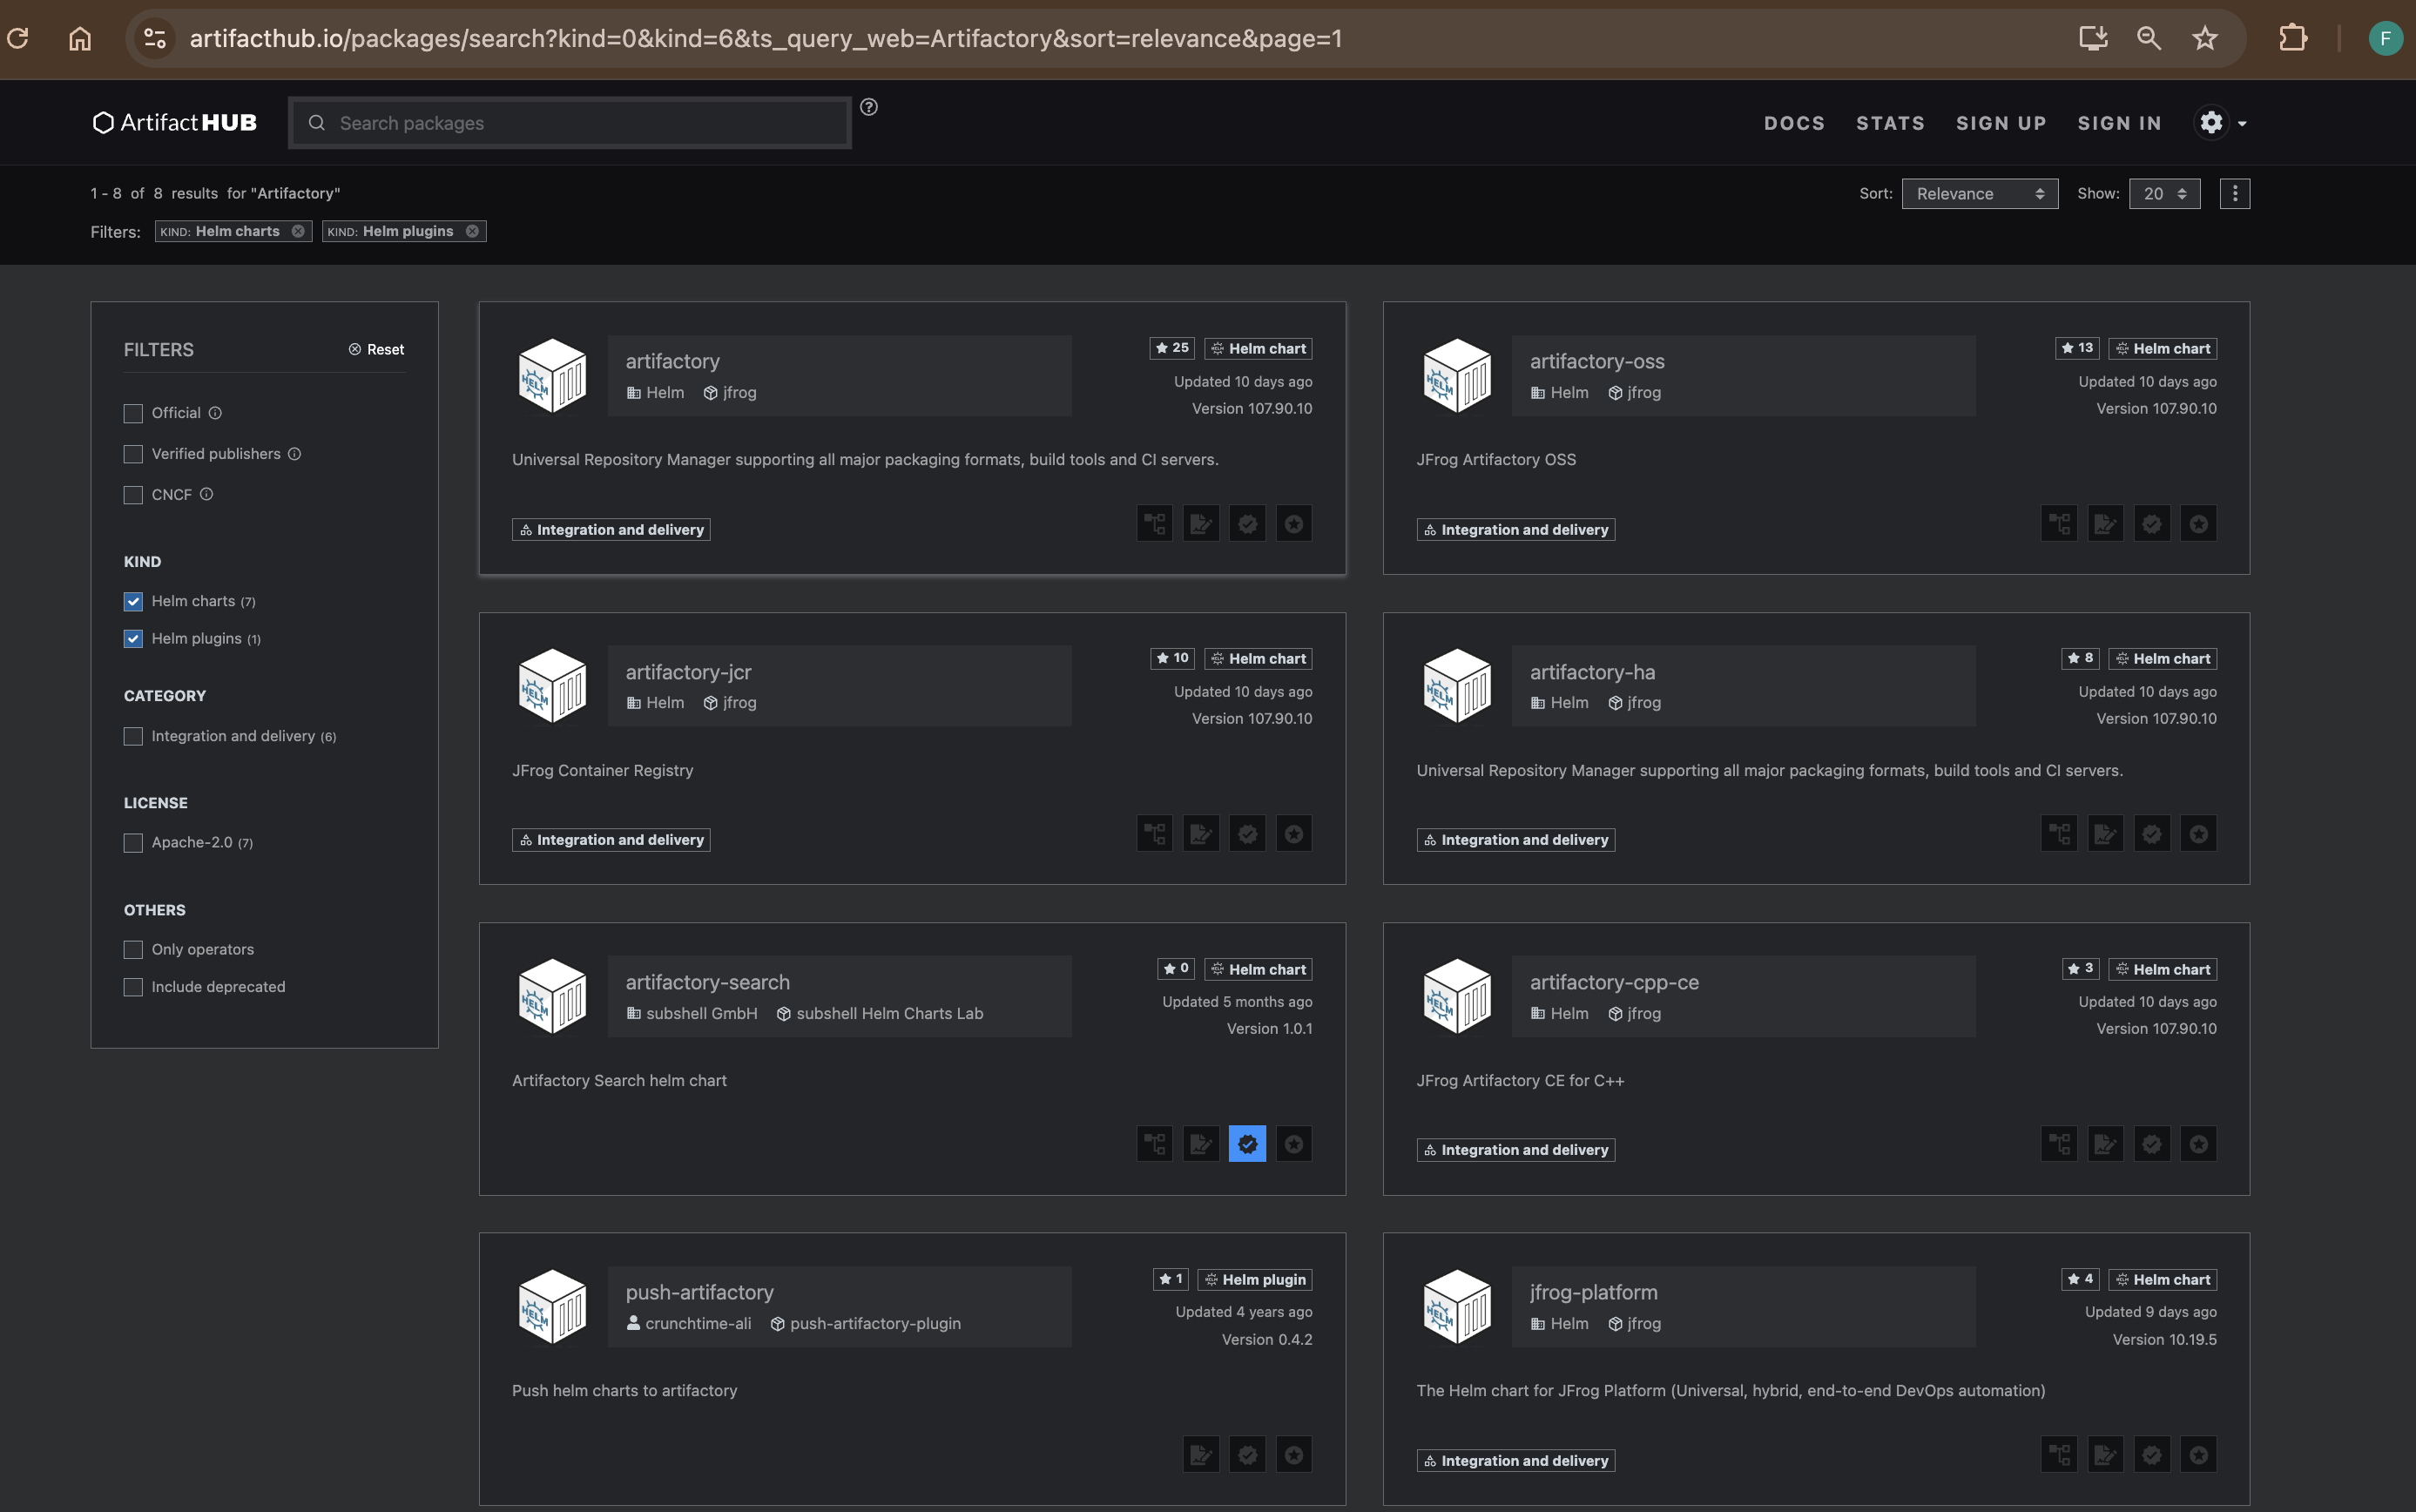 artifacthub.io/packages/search?kind=0&kind=6&ts_query_web=Artifactory&sort=relevance&page=1
F
Artifact HUB
Search packages
DOCS
STATS
SIGN UP
SIGN IN
1 - 8 of 8 results for "Artifactory"
Sort: Relevance
Show: 20
Filters: KIND: Helm charts KIND: Helm plugins
FILTERS
Reset
Official
Verified publishers
CNCF
KIND
Helm charts (7)
Helm plugins (1)
CATEGORY
Integration and delivery (6)
LICENSE
Apache-2.0 (7)
OTHERS
Only operators
Include deprecated
HELM
artifactory
Helm jfrog
25 Helm chart
Updated 10 days ago
Version 107.90.10
Universal Repository Manager supporting all major packaging formats, build tools and CI servers.
Integration and delivery
HELM
artifactory-oss
Helm jfrog
13 Helm chart
Updated 10 days ago
Version 107.90.10
JFrog Artifactory OSS
Integration and delivery
HELM
artifactory-jcr
Helm jfrog
10 Helm chart
Updated 10 days ago
Version 107.90.10
JFrog Container Registry
Integration and delivery
HELM
artifactory-ha
Helm jfrog
8 Helm chart
Updated 10 days ago
Version 107.90.10
Universal Repository Manager supporting all major packaging formats, build tools and CI servers.
Integration and delivery
HELM
artifactory-search
subshell GmbH subshell Helm Charts Lab
0 Helm chart
Updated 5 months ago
Version 1.0.1
Artifactory Search helm chart
HELM
artifactory-cpp-ce
Helm jfrog
3 Helm chart
Updated 10 days ago
Version 107.90.10
JFrog Artifactory CE for C++
Integration and delivery
HELM
push-artifactory
crunchtime-ali push-artifactory-plugin
1 Helm plugin
Updated 4 years ago
Version 0.4.2
Push helm charts to artifactory
HELM
jfrog-platform
Helm jfrog
4 Helm chart
Updated 9 days ago
Version 10.19.5
The Helm chart for JFrog Platform (Universal, hybrid, end-to-end DevOps automation)
Integration and delivery